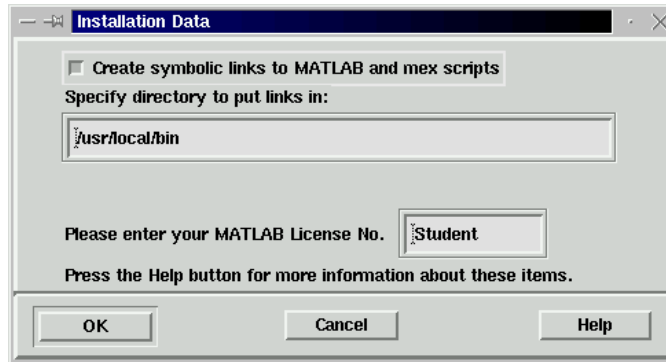 Installation Data
Create symbolic links to MATLAB and mex scripts
Specify directory to put links in:
/usr/local/bin
Please enter your MATLAB License No. Student
Press the Help button for more information about these items.
OK Cancel Help